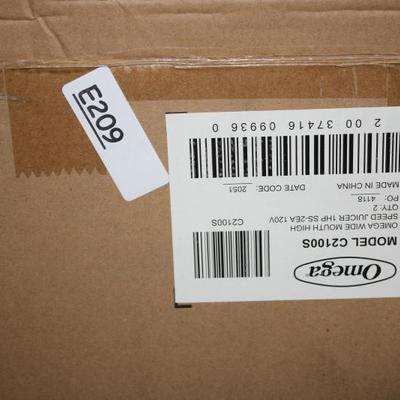 E209
Omega
MODEL C2100S
OMEGA WIDE MOUTH HIGH
SPEED JUICER 1HP SS-2EA 120V
QTY: 2
PO: 4118
MADE IN CHINA
C2100S
DATE CODE: 2051
2 00 37416 09936 0